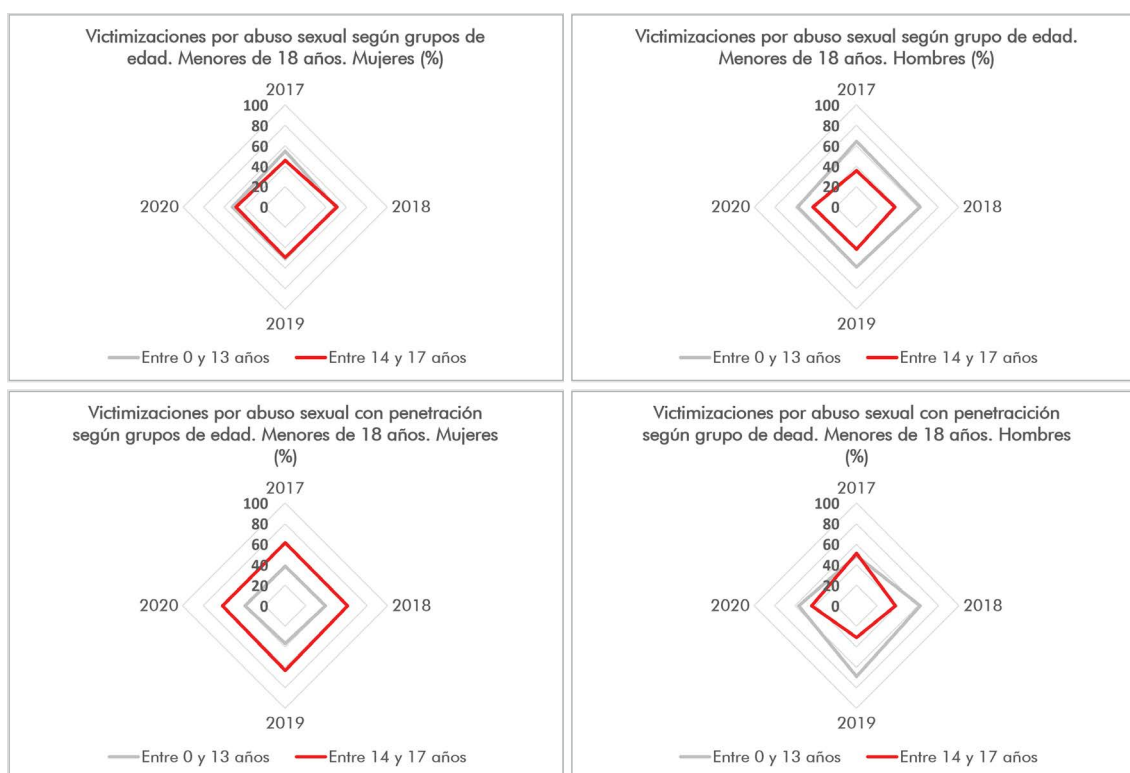 Victimizaciones por abuso sexual según grupos de
edad. Menores de 18 años. Mujeres (%)
2017
100
80
60
40
20
0
2020
2018
2019
Entre 0 y 13 años
Entre 14 y 17 años
Victimizaciones por abuso sexual según grupo de edad.
Menores de 18 años. Hombres (%)
2017
100
80
60
40
20
0
2020
2018
2019
Entre 0 y 13 años
Entre 14 y 17 años
Victimizaciones por abuso sexual con penetración
según grupos de edad. Menores de 18 años. Mujeres
(%)
2017
100
80
60
40
20
0
2020
2018
2019
Entre 0 y 13 años
Entre 14 y 17 años
Victimizaciones por abuso sexual con penetracición
según grupo de dead. Menores de 18 años. Hombres
(%)
2017
100
80
60
40
20
0
2020
2018
2019
Entre 0 y 13 años
Entre 14 y 17 años